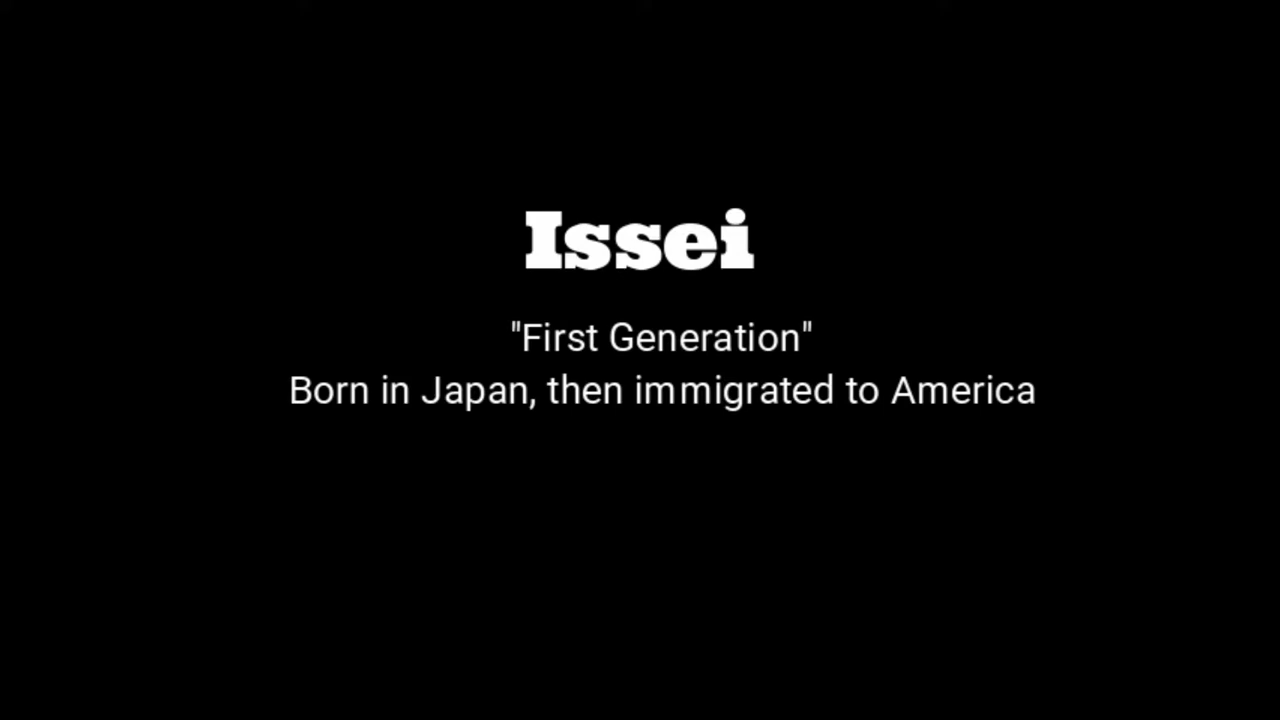 Issei
"First Generation"
Born in Japan, then immigrated to America